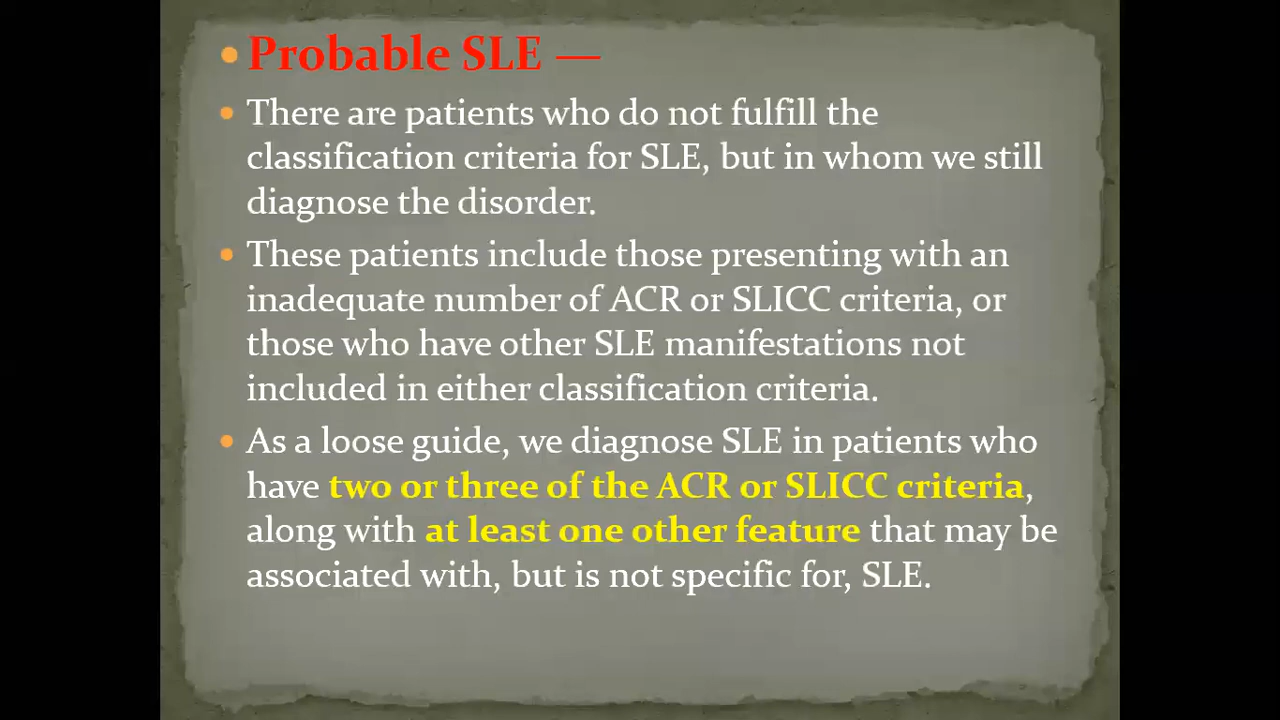 • Probable SLE —
• There are patients who do not fulfill the
classification criteria for SLE, but in whom we still
diagnose the disorder.
• These patients include those presenting with an
inadequate number of ACR or SLICC criteria, or
those who have other SLE manifestations not
included in either classification criteria.
• As a loose guide, we diagnose SLE in patients who
have two or three of the ACR or SLICC criteria,
along with at least one other feature that may be
associated with, but is not specific for, SLE.